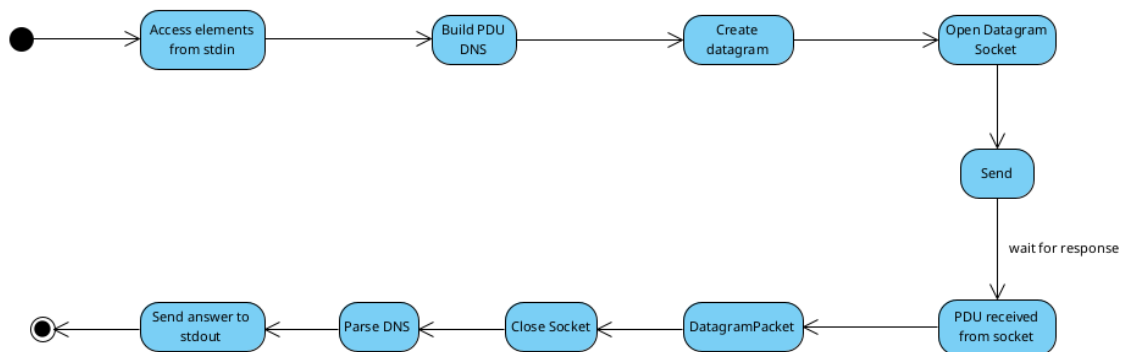 Access elements
from stdin
Build PDU
DNS
Create
datagram
Open Datagram
Socket
Send
wait for response
PDU received
from socket
DatagramPacket
Close Socket
Parse DNS
Send answer to
stdout